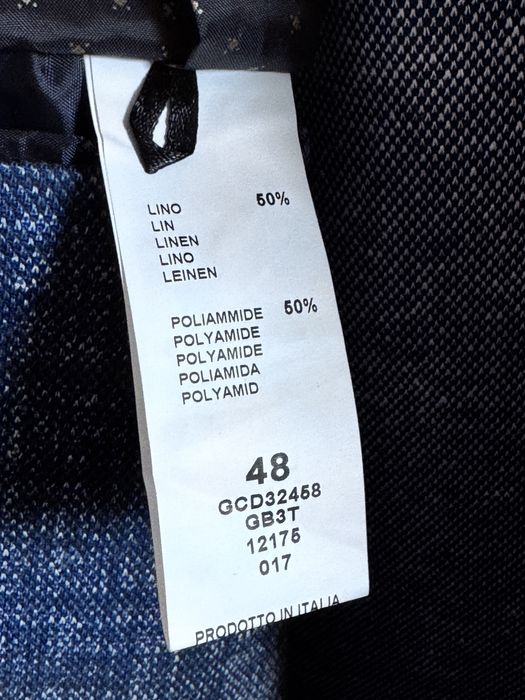 LINO 50%
LIN
LINEN
LINO
LEINEN
POLIAMMIDE 50%
POLYAMIDE
POLYAMIDE
POLIAMIDA
POLYAMID
48
GCD32458
GB3T
12175
017
PRODOTTO IN ITALIA